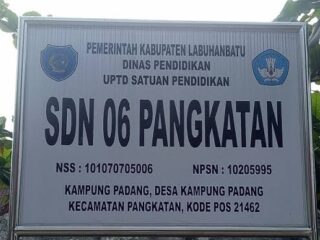 PEMERINTAH KABUPATEN LABUHANBATU
DINAS PENDIDIKAN
UPTD SATUAN PENDIDIKAN
SDN 06 PANGKATAN
NSS : 101070705006 NPSN : 10205995
KAMPUNG PADANG, DESA KAMPUNG PADANG
KECAMATAN PANGKATAN, KODE POS 21462